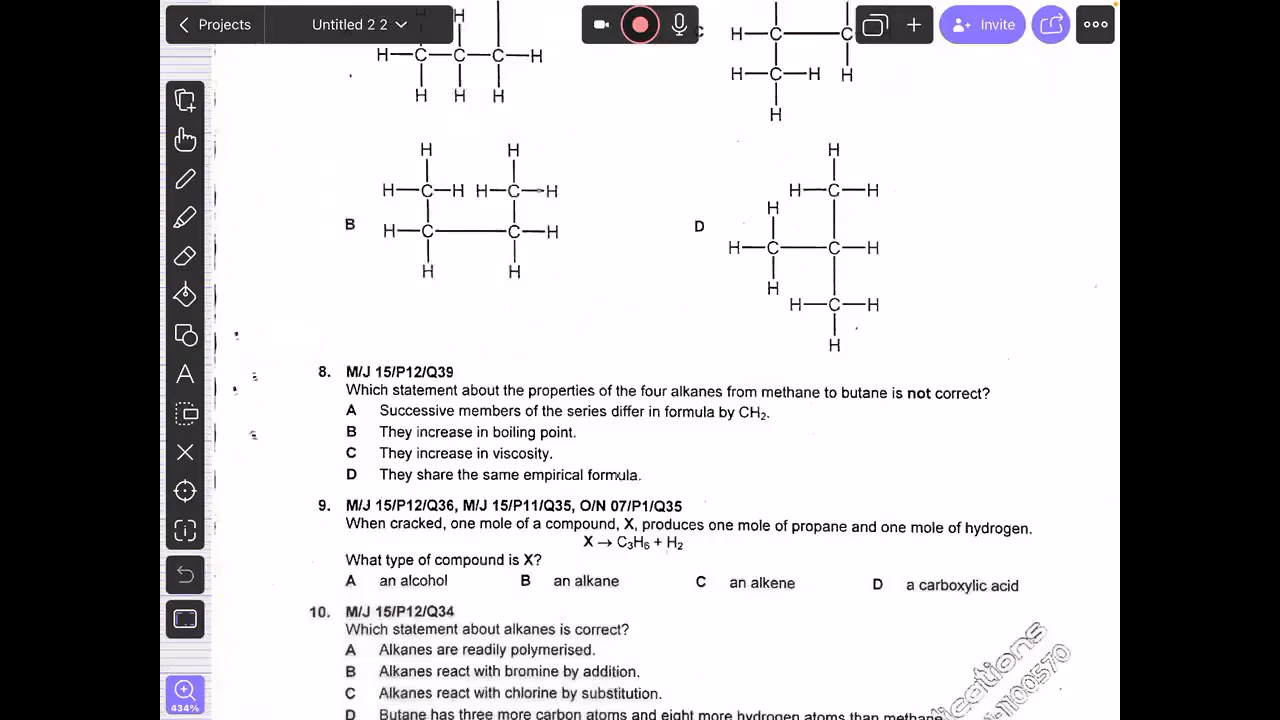 Projects
Untitled 2 2
Invite
H H
H—C—C—C—H
H H H
H—C—C
H—C—H H
H
H H
H—C—H H—C—H
B
H—C—C—H
H H
H
H—C—H
H
D
H—C—C—H
H
H—C—H
H
8. M/J 15/P12/Q39
Which statement about the properties of the four alkanes from methane to butane is not correct?
A Successive members of the series differ in formula by CH₂.
B They increase in boiling point.
C They increase in viscosity.
D They share the same empirical formula.
9. M/J 15/P12/Q36, M/J 15/P11/Q35, O/N 07/P1/Q35
When cracked, one mole of a compound, X, produces one mole of propane and one mole of hydrogen.
X → C₃H₆ + H₂
What type of compound is X?
A an alcohol B an alkane C an alkene D a carboxylic acid
10. M/J 15/P12/Q34
Which statement about alkanes is correct?
A Alkanes are readily polymerised.
B Alkanes react with bromine by addition.
C Alkanes react with chlorine by substitution.
D Butane has three more carbon atoms and eight more hydrogen atoms than methane
A
434%